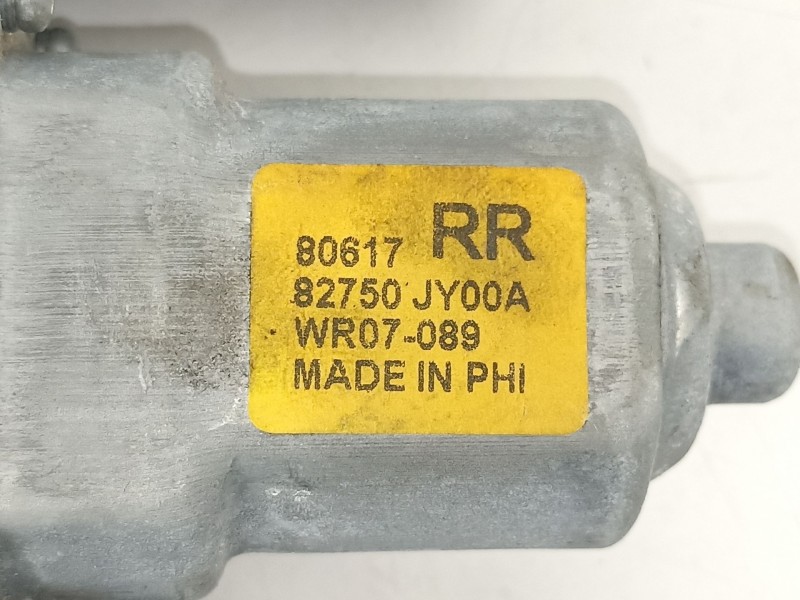 80617 RR
82750 JY00A
WR07-089
MADE IN PHI